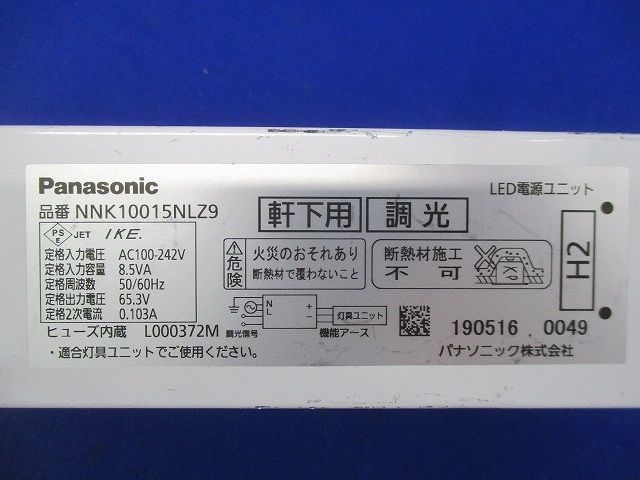 Panasonic
品番 NNK10015NLZ9
軒下用
調光
LED電源ユニット
PS
E
JET
IKE.
定格入力電圧 AC100-242V
定格入力容量 8.5VA
定格周波数 50/60Hz
定格出力電圧 65.3V
定格2次電流 0.103A
ヒューズ内蔵 L000372M
・適合灯具ユニットでご使用ください。
危険
火災のおそれあり
断熱材で覆わないこと
断熱材施工
不可
H2
N
L
+
−
灯具ユニット
調光信号
機能アース
190516 . 0049
パナソニック株式会社